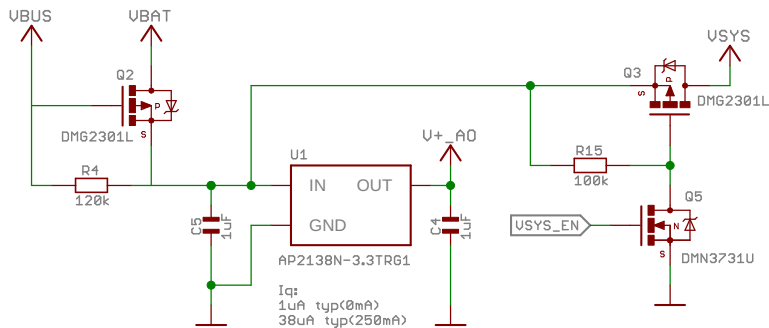 VBUS
VBAT
VSYS
Q2
P
S
DMG2301L
Q3
P
S
DMG2301L
V+_AO
U1
R4
120k
IN
OUT
GND
C5
1uF
C4
1uF
AP2138N-3.3TRG1
R15
100k
Q5
N
S
VSYS_EN
DMN3731U
Iq:
1uA typ(0mA)
38uA typ(250mA)